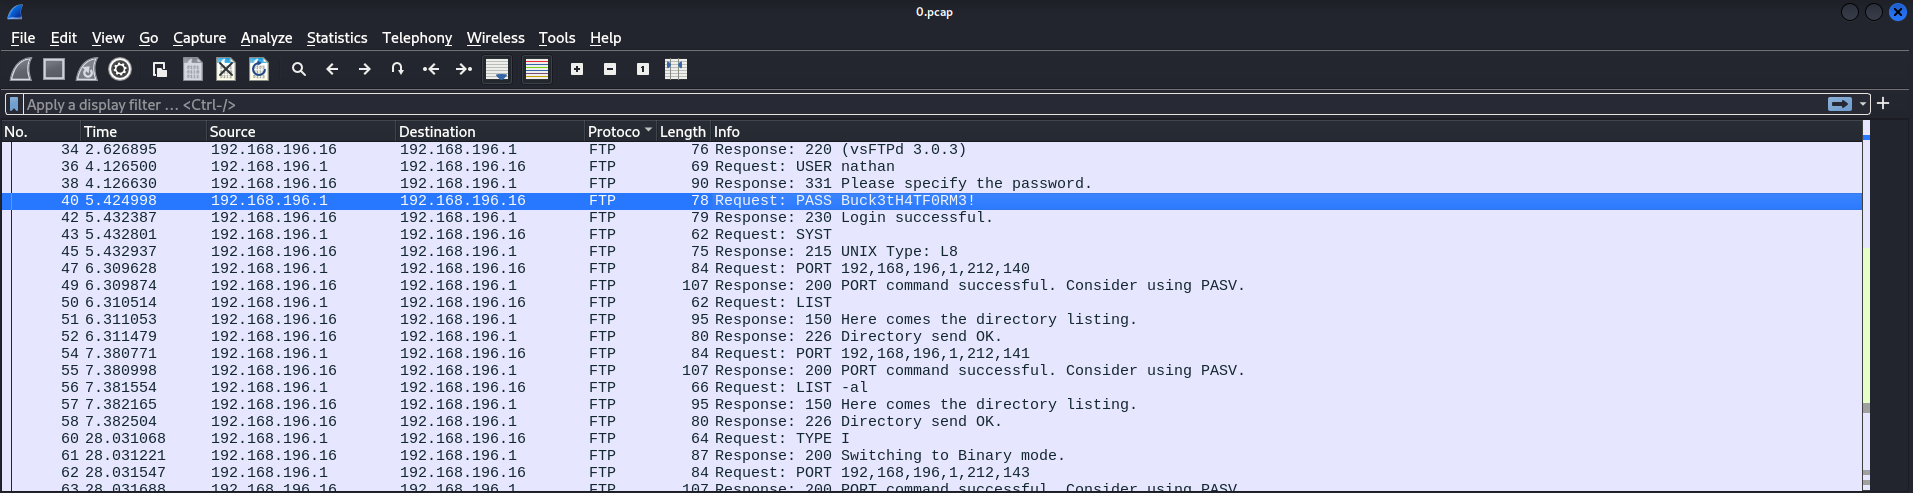 0.pcap
File Edit View Go Capture Analyze Statistics Telephony Wireless Tools Help
Apply a display filter … <Ctrl-/>
No. Time Source Destination Protoco Length Info
34 2.626895 192.168.196.16 192.168.196.1 FTP 76 Response: 220 (vsFTPd 3.0.3)
36 4.126500 192.168.196.1 192.168.196.16 FTP 69 Request: USER nathan
38 4.126630 192.168.196.16 192.168.196.1 FTP 90 Response: 331 Please specify the password.
40 5.424998 192.168.196.1 192.168.196.16 FTP 78 Request: PASS Buck3tH4TF0RM3!
42 5.432387 192.168.196.16 192.168.196.1 FTP 79 Response: 230 Login successful.
43 5.432801 192.168.196.1 192.168.196.16 FTP 62 Request: SYST
45 5.432937 192.168.196.16 192.168.196.1 FTP 75 Response: 215 UNIX Type: L8
47 6.309628 192.168.196.1 192.168.196.16 FTP 84 Request: PORT 192,168,196,1,212,140
49 6.309874 192.168.196.16 192.168.196.1 FTP 107 Response: 200 PORT command successful. Consider using PASV.
50 6.310514 192.168.196.1 192.168.196.16 FTP 62 Request: LIST
51 6.311053 192.168.196.16 192.168.196.1 FTP 95 Response: 150 Here comes the directory listing.
52 6.311479 192.168.196.16 192.168.196.1 FTP 80 Response: 226 Directory send OK.
54 7.380771 192.168.196.1 192.168.196.16 FTP 84 Request: PORT 192,168,196,1,212,141
55 7.380998 192.168.196.16 192.168.196.1 FTP 107 Response: 200 PORT command successful. Consider using PASV.
56 7.381554 192.168.196.1 192.168.196.16 FTP 66 Request: LIST -al
57 7.382165 192.168.196.16 192.168.196.1 FTP 95 Response: 150 Here comes the directory listing.
58 7.382504 192.168.196.16 192.168.196.1 FTP 80 Response: 226 Directory send OK.
60 28.031068 192.168.196.1 192.168.196.16 FTP 64 Request: TYPE I
61 28.031221 192.168.196.16 192.168.196.1 FTP 87 Response: 200 Switching to Binary mode.
62 28.031547 192.168.196.1 192.168.196.16 FTP 84 Request: PORT 192,168,196,1,212,143
63 28.031688 192.168.196.16 192.168.196.1 FTP 107 Response: 200 PORT command successful. Consider using PASV.